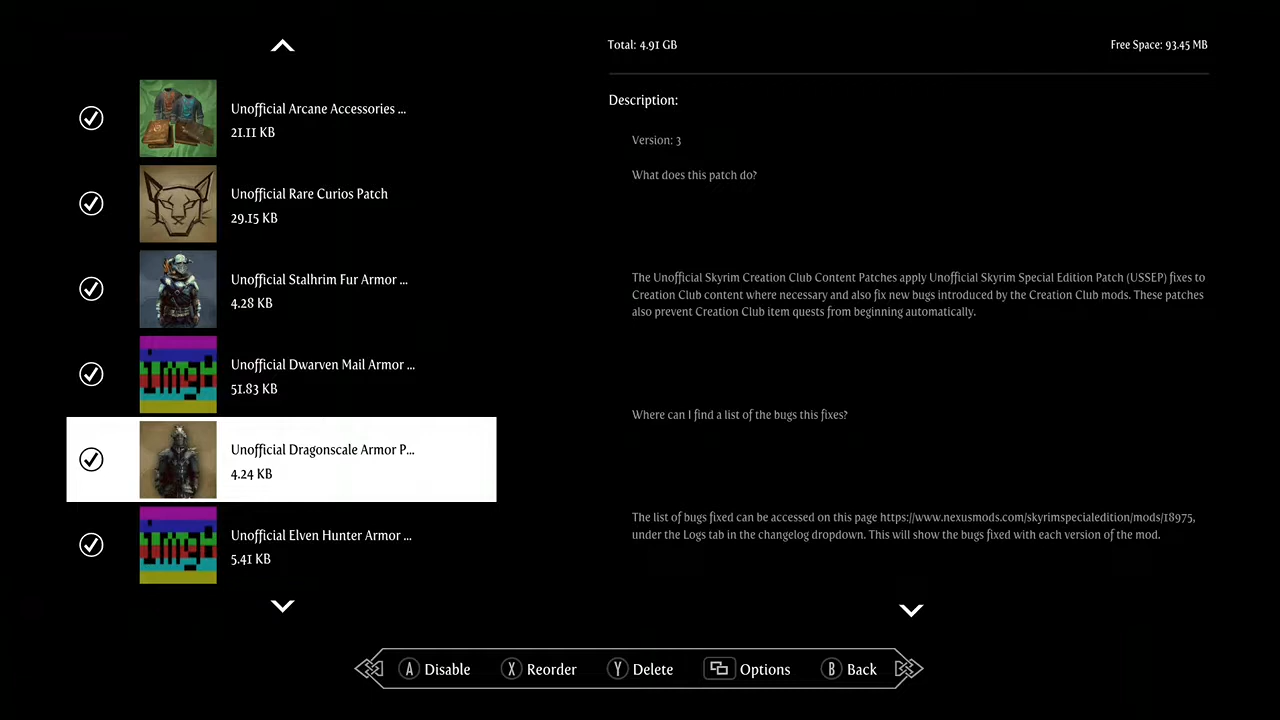 Total: 4.91 GB
Free Space: 93.45 MB
Unofficial Arcane Accessories ...
21.11 KB
Unofficial Rare Curios Patch
29.15 KB
Unofficial Stalhrim Fur Armor ...
4.28 KB
Unofficial Dwarven Mail Armor ...
51.83 KB
Unofficial Dragonscale Armor P...
4.24 KB
Unofficial Elven Hunter Armor ...
5.41 KB
Description:
Version: 3
What does this patch do?
The Unofficial Skyrim Creation Club Content Patches apply Unofficial Skyrim Special Edition Patch (USSEP) fixes to
Creation Club content where necessary and also fix new bugs introduced by the Creation Club mods. These patches
also prevent Creation Club item quests from beginning automatically.
Where can I find a list of the bugs this fixes?
The list of bugs fixed can be accessed on this page https://www.nexusmods.com/skyrimspecialedition/mods/18975,
under the Logs tab in the changelog dropdown. This will show the bugs fixed with each version of the mod.
A Disable X Reorder Y Delete Options B Back